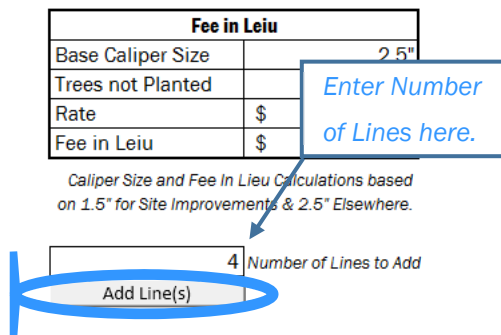 Fee in Leiu
Base Caliper Size 2.5"
Trees not Planted
Rate $
Fee in Leiu $
Enter Number
of Lines here.
Caliper Size and Fee In Lieu Calculations based
on 1.5" for Site Improvements & 2.5" Elsewhere.
4 Number of Lines to Add
Add Line(s)